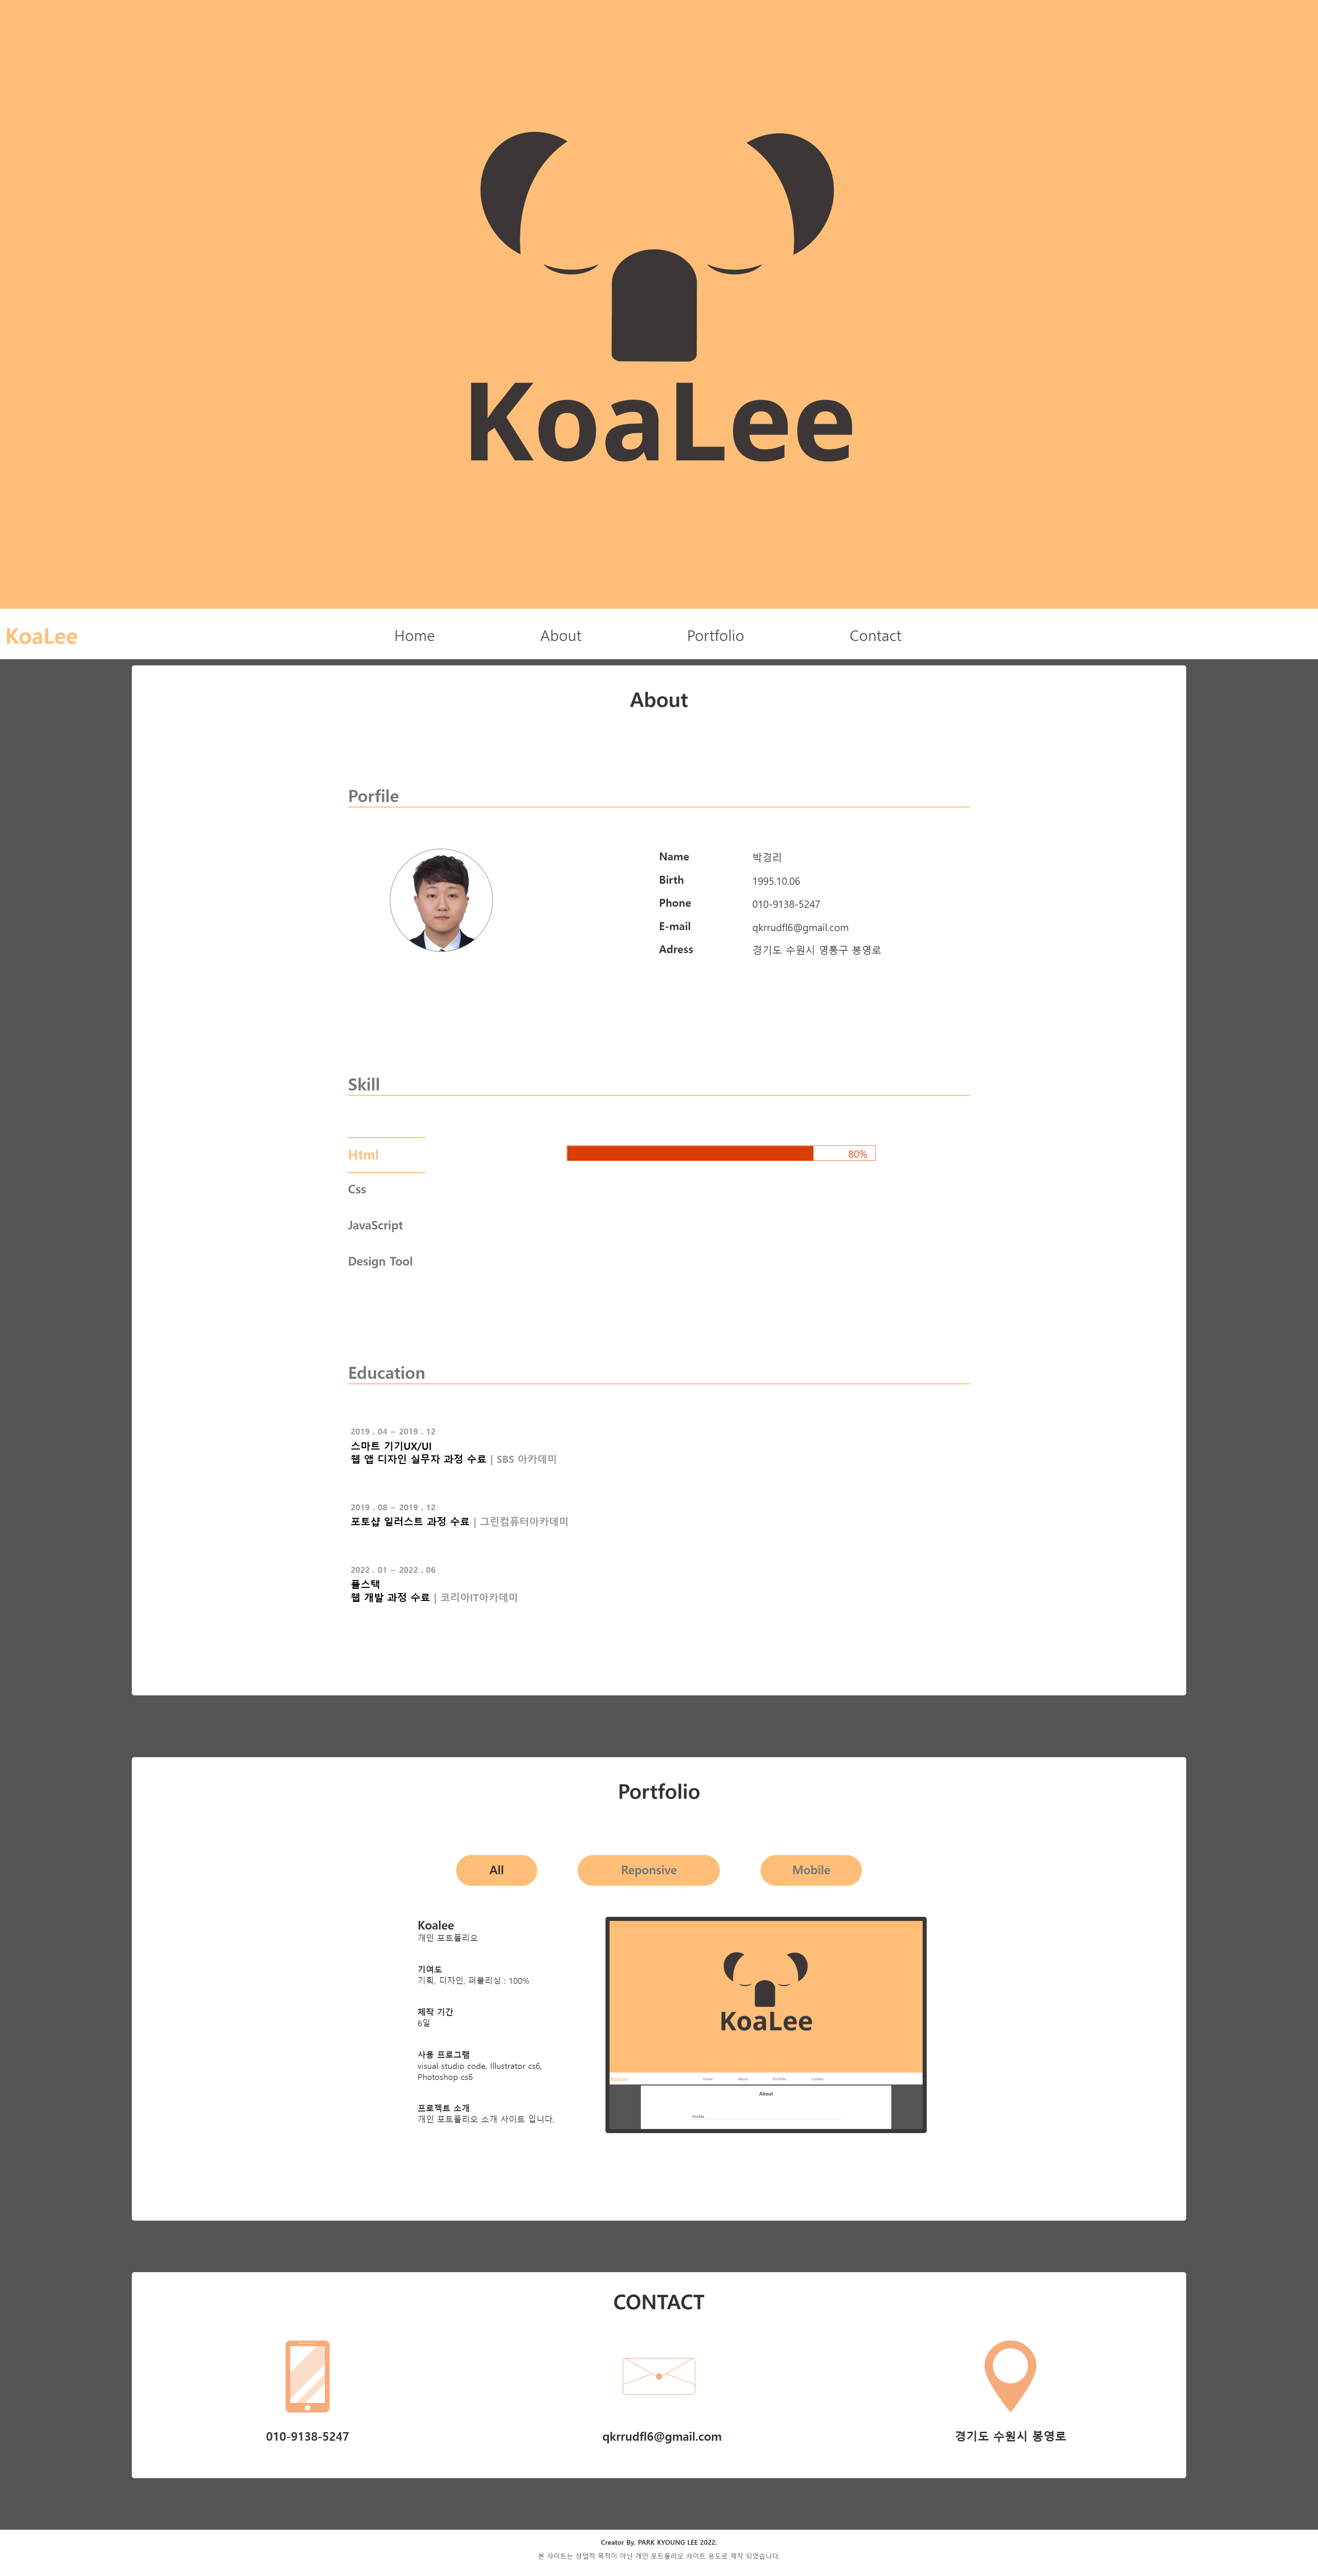 KoaLee
KoaLee
Home
About
Portfolio
Contact
About
Porfile
Name 박경리
Birth 1995.10.06
Phone 010-9138-5247
E-mail qkrrudfl6@gmail.com
Adress 경기도 수원시 영통구 봉영로
Skill
Html
80%
Css
JavaScript
Design Tool
Education
2019 . 04 ~ 2019 . 12
스마트 기기UX/UI
웹 앱 디자인 실무자 과정 수료 | SBS 아카데미
2019 . 08 ~ 2019 . 12
포토샵 일러스트 과정 수료 | 그린컴퓨터아카데미
2022 . 01 ~ 2022 . 06
풀스택
웹 개발 과정 수료 | 코리아IT아카데미
Portfolio
All
Reponsive
Mobile
Koalee
개인 포트폴리오
기여도
기획, 디자인, 퍼블리싱 : 100%
제작 기간
6일
사용 프로그램
visual studio code, Illustrator cs6,
Photoshop cs6
프로젝트 소개
개인 포트폴리오 소개 사이트 입니다.
KoaLee
KoaLee
Home
About
Portfolio
Contact
About
Porfile
CONTACT
010-9138-5247
qkrrudfl6@gmail.com
경기도 수원시 봉영로
Creator By. PARK KYOUNG LEE 2022.
본 사이트는 상업적 목적이 아닌 개인 포트폴리오 사이트 용도로 제작 되었습니다.